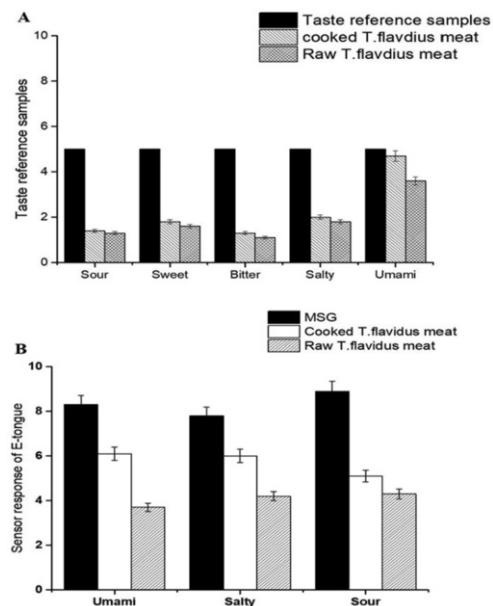 A
Taste reference samples
cooked T.flavdius meat
Raw T.flavdius meat
Taste reference samples
10
8
6
4
2
0
Sour Sweet Bitter Salty Umami
B
MSG
Cooked T.flavidus meat
Raw T.flavidus meat
Sensor response of E-tongue
10
8
6
4
2
0
Umami Salty Sour